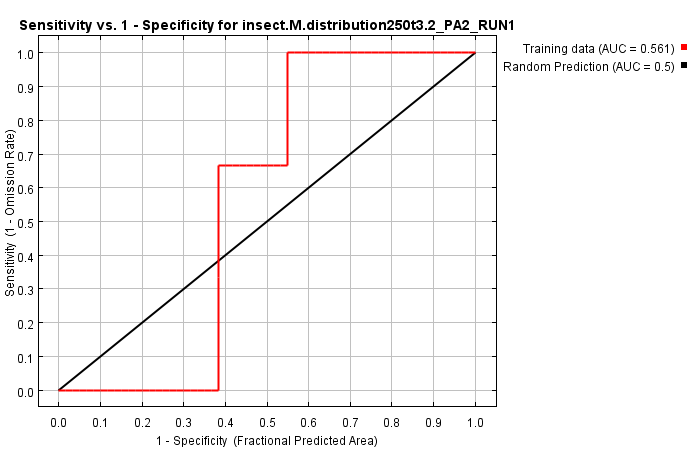 Sensitivity vs. 1 - Specificity for insect.M.distribution250t3.2_PA2_RUN1
Training data (AUC = 0.561)
Random Prediction (AUC = 0.5)
Sensitivity (1 - Omission Rate)
1.0
0.9
0.8
0.7
0.6
0.5
0.4
0.3
0.2
0.1
0.0
0.0 0.1 0.2 0.3 0.4 0.5 0.6 0.7 0.8 0.9 1.0
1 - Specificity (Fractional Predicted Area)